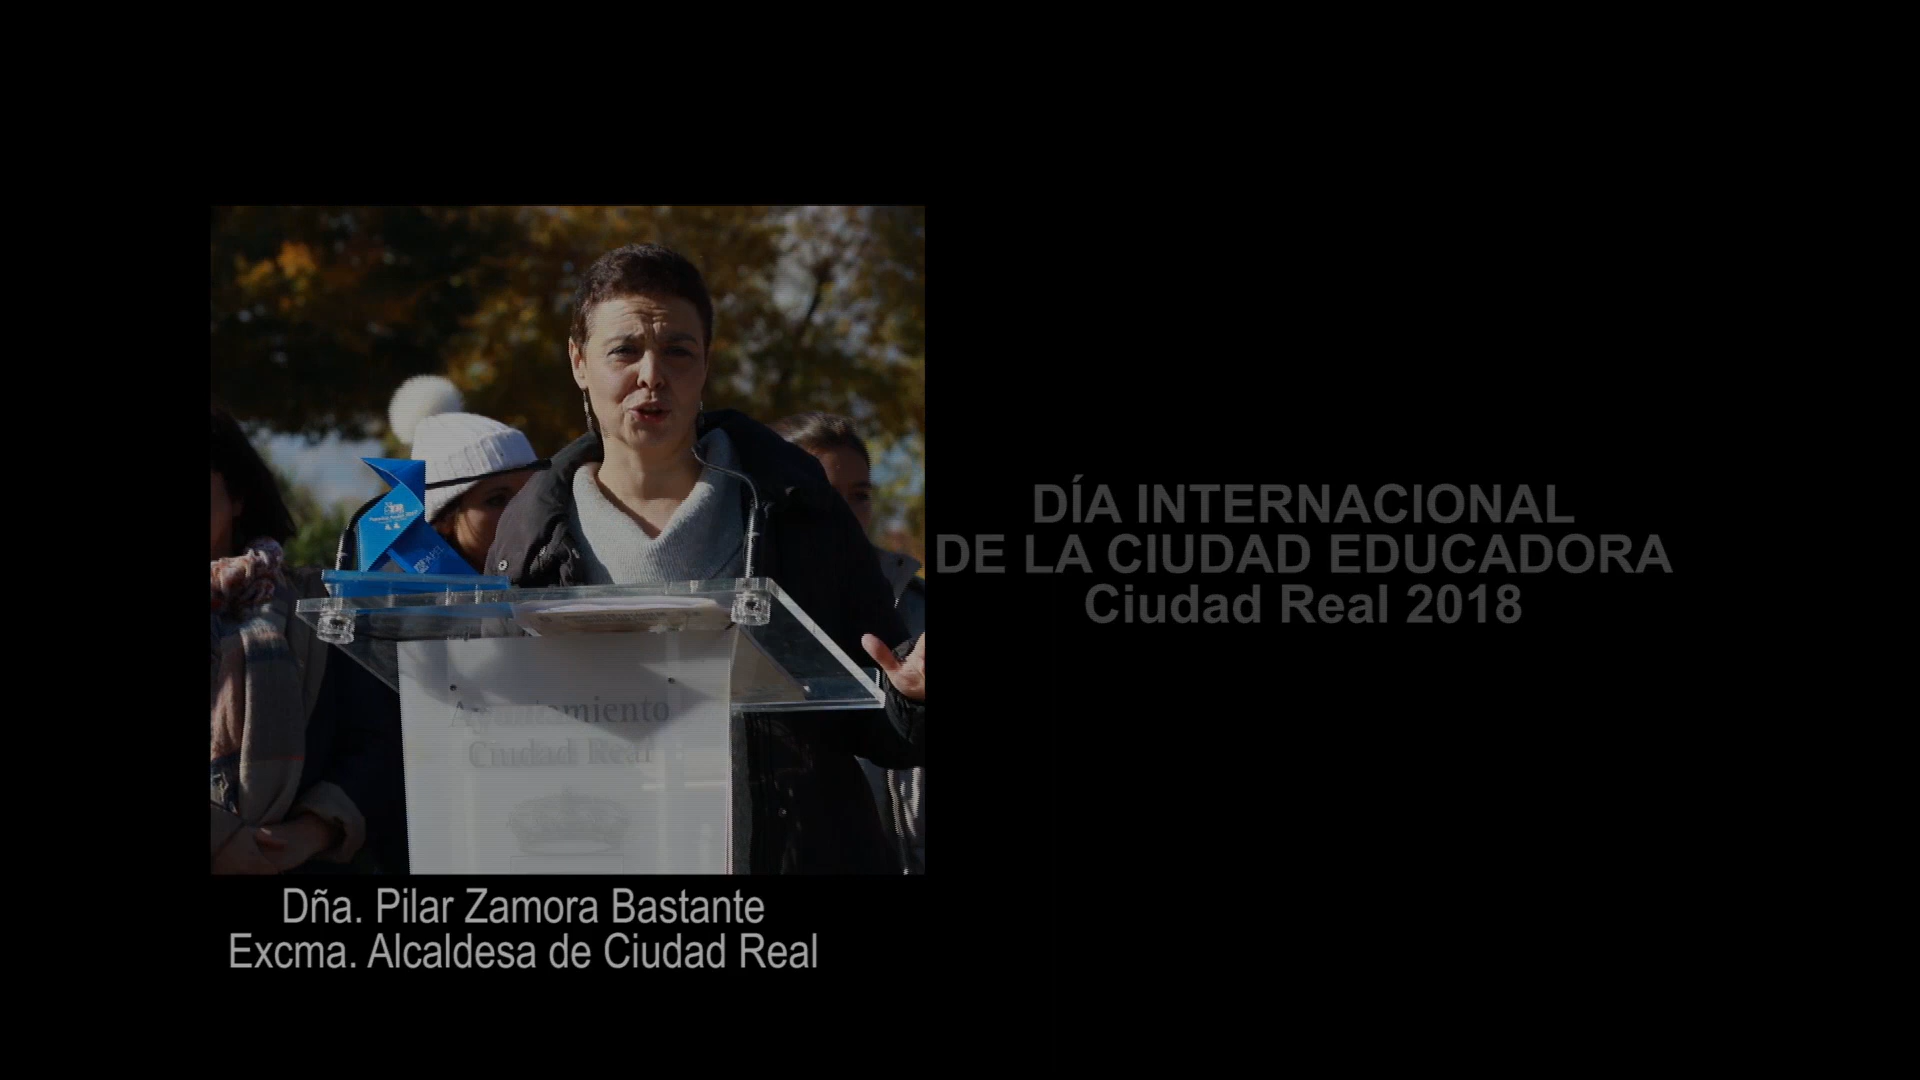 DÍA INTERNACIONAL
DE LA CIUDAD EDUCADORA
Ciudad Real 2018
Ayuntamiento
Ciudad Real
Dña. Pilar Zamora Bastante
Excma. Alcaldesa de Ciudad Real